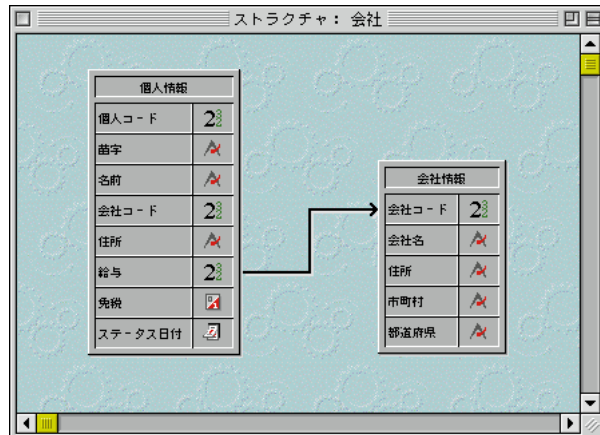 ストラクチャ： 会社
個人情報
個人コード
苗字
名前
会社コード
住所
給与
免税
ステータス日付
会社情報
会社コード
会社名
住所
市町村
都道府県